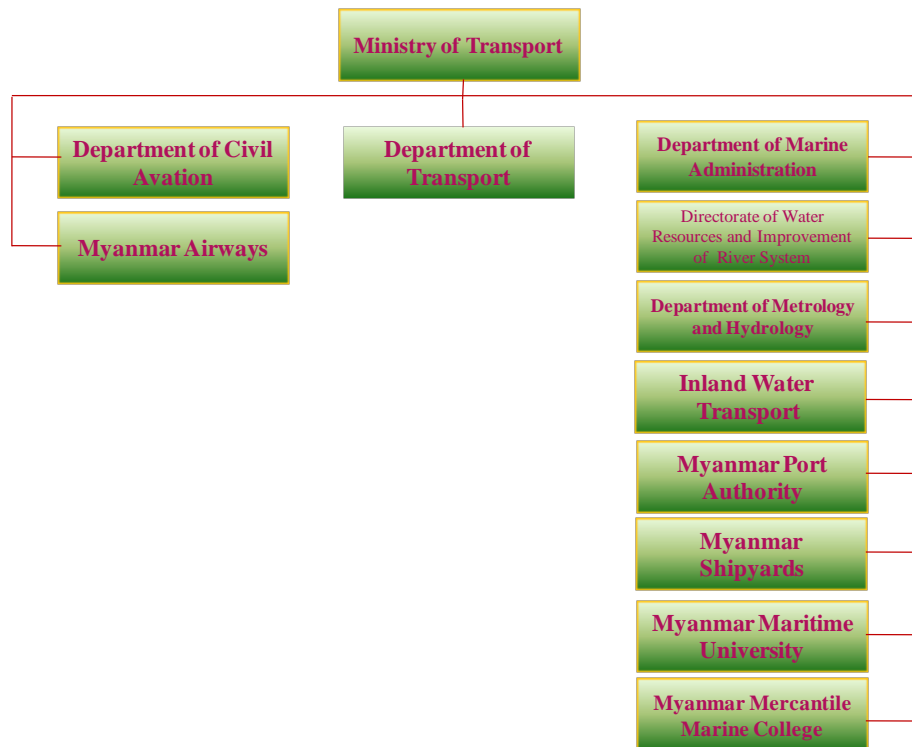 Ministry of Transport
Department of Civil
Avation
Myanmar Airways
Department of
Transport
Department of Marine
Administration
Directorate of Water
Resources and Improvement
of River System
Department of Metrology
and Hydrology
Inland Water
Transport
Myanmar Port
Authority
Myanmar
Shipyards
Myanmar Maritime
University
Myanmar Mercantile
Marine College